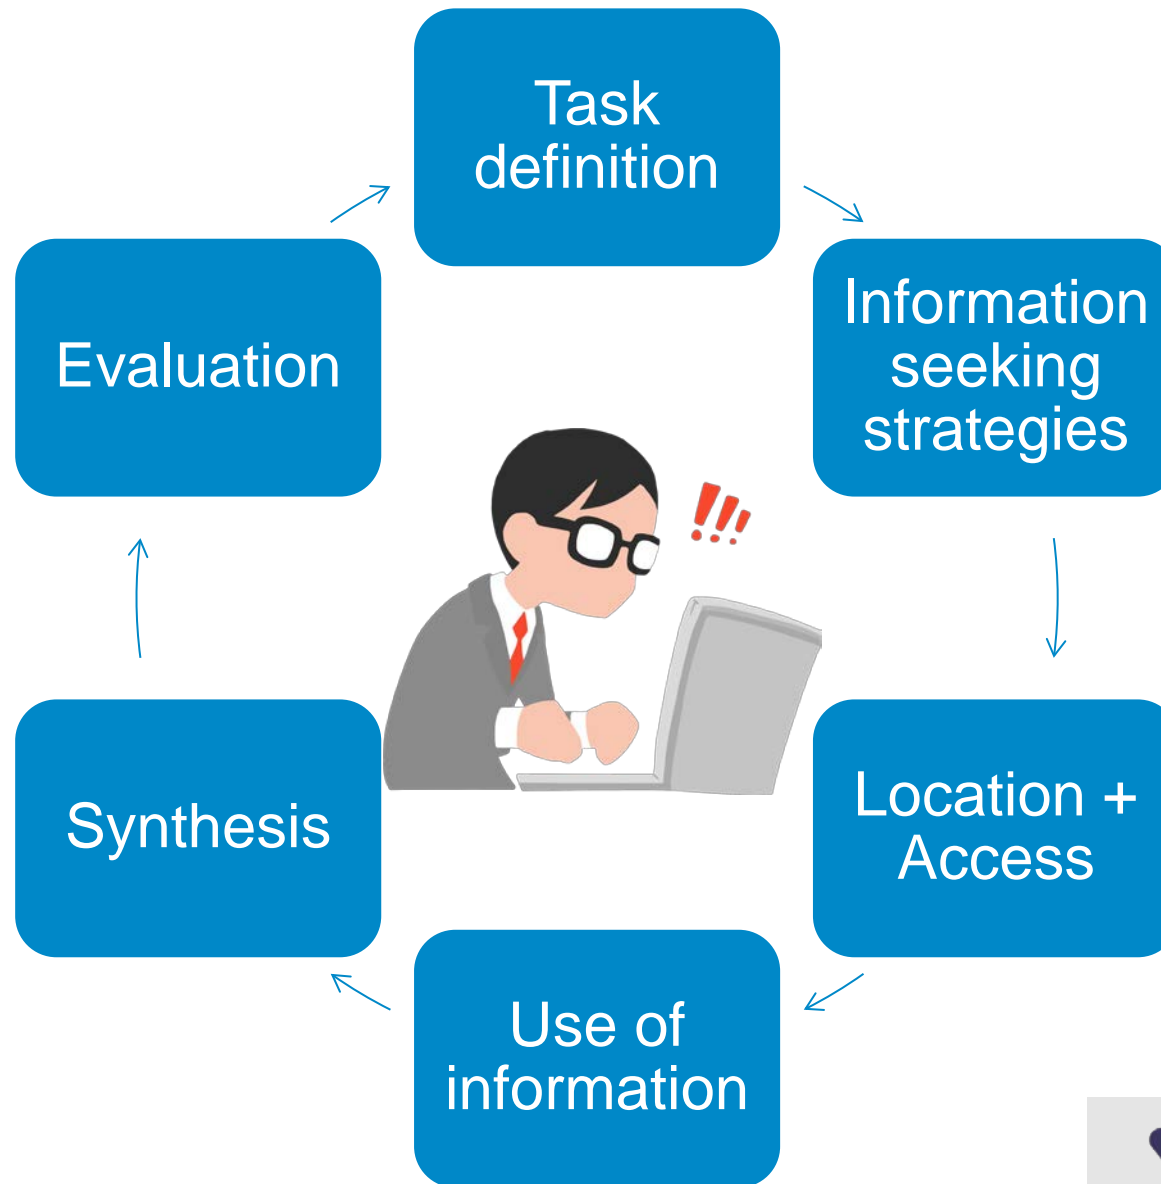 Task
definition
Information
seeking
strategies
Location +
Access
Use of
information
Synthesis
Evaluation
!!!